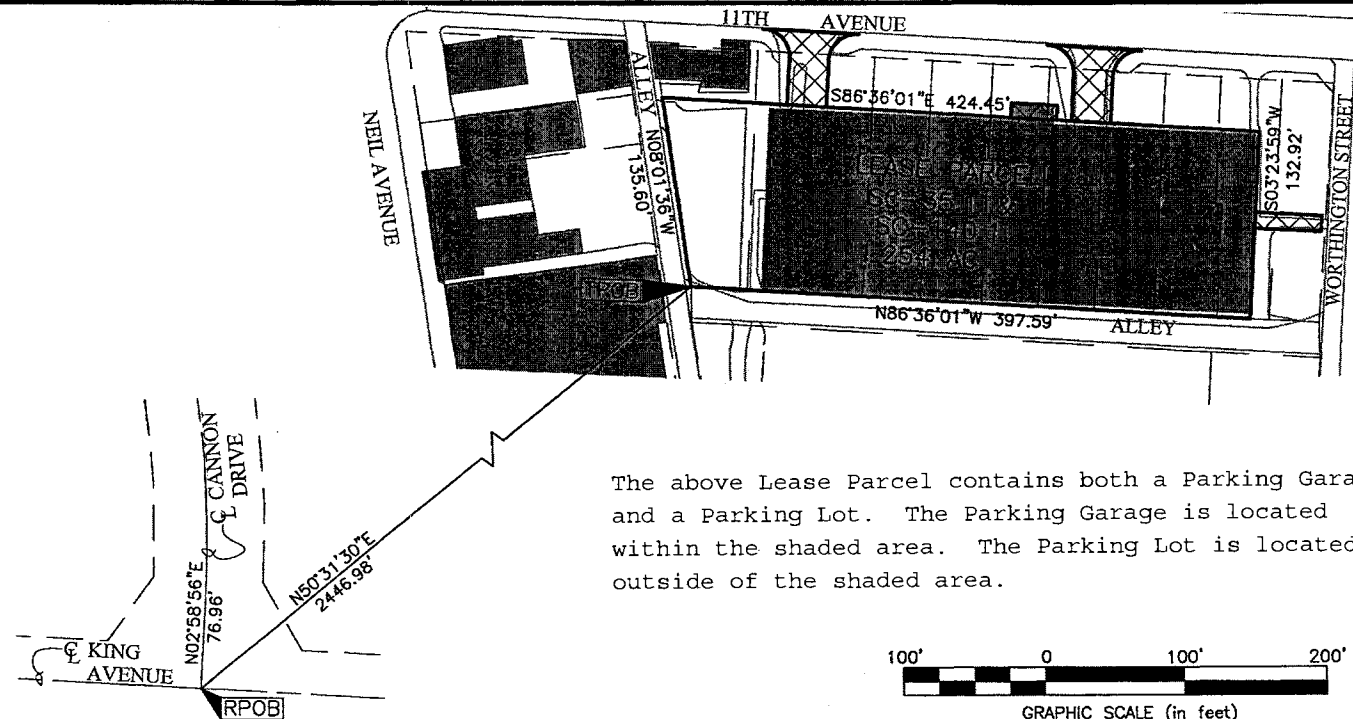 11TH AVENUE
NEIL AVENUE
ALLEY
N08°01'36"W
135.60'
S86°36'01"E 424.45'
LEASE PARCEL
S03°23'59"W
132.92'
WORTHINGTON STREET
TPOB
N86°36'01"W 397.59'
ALLEY
℄ CANNON
DRIVE
N02°58'56"E
76.96'
N50°31'30"E
2446.98'
℄ KING
AVENUE
RPOB
The above Lease Parcel contains both a Parking Gara
and a Parking Lot. The Parking Garage is located
within the shaded area. The Parking Lot is located
outside of the shaded area.
100' 0 100' 200'
GRAPHIC SCALE (in feet)